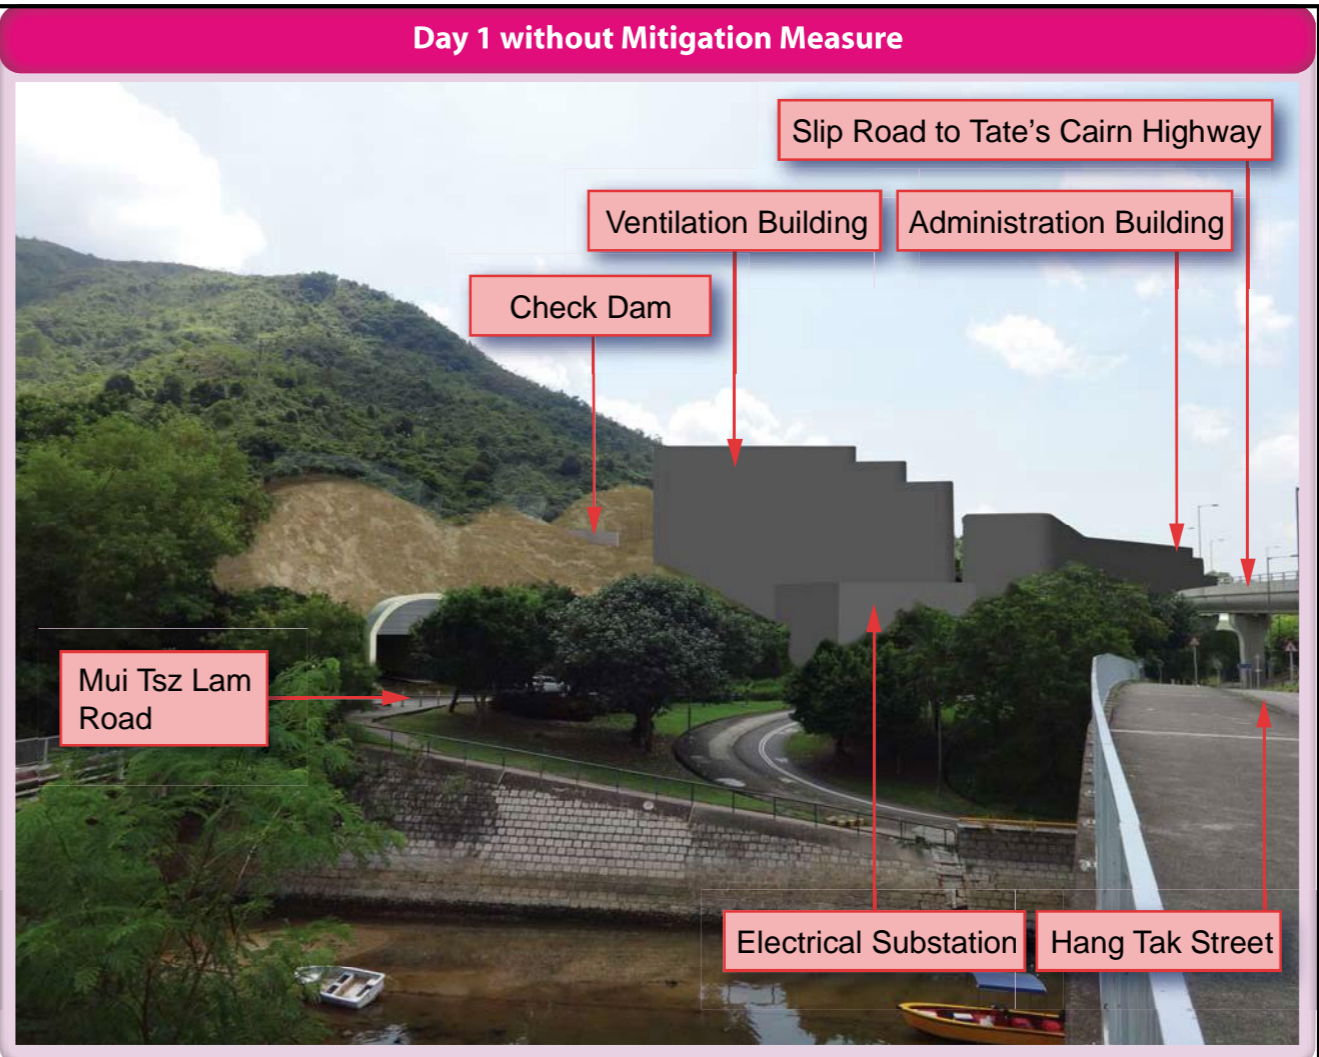 Day 1 without Mitigation Measure
Slip Road to Tate's Cairn Highway
Ventilation Building
Administration Building
Check Dam
Mui Tsz Lam
Road
Electrical Substation
Hang Tak Street